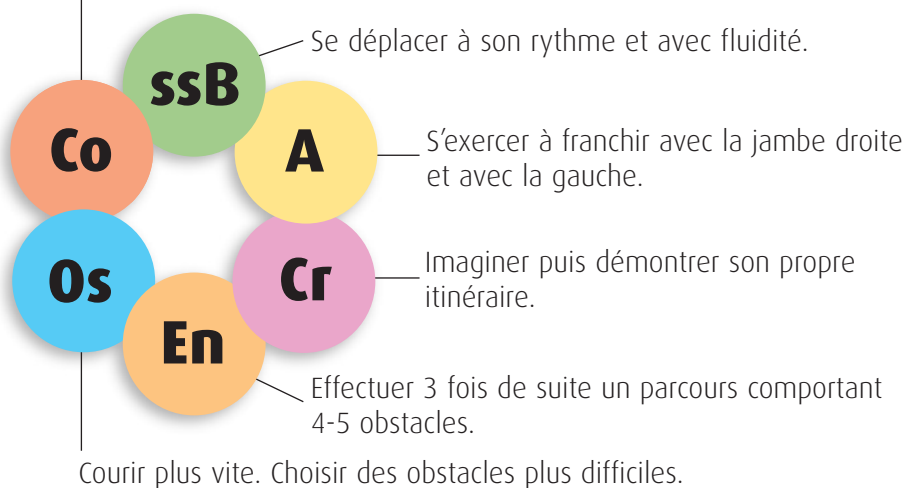 ssB
Se déplacer à son rythme et avec fluidité.
Co
A
S’exercer à franchir avec la jambe droite
et avec la gauche.
Os
Cr
Imaginer puis démontrer son propre
itinéraire.
En
Effectuer 3 fois de suite un parcours comportant
4-5 obstacles.
Courir plus vite. Choisir des obstacles plus difficiles.